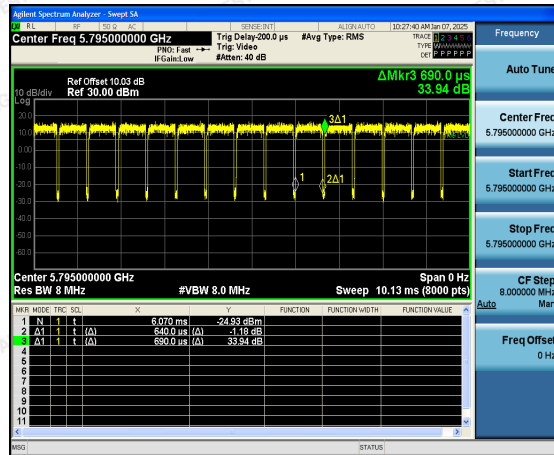 Agilent Spectrum Analyzer - Swept SA
RL RF 50 Ω AC SENSE:INT ALIGN AUTO 10:27:40 AM Jan 07, 2025
Center Freq 5.795000000 GHz
PNO: Fast
IFGain:Low
Trig Delay-200.0 µs
Trig: Video
#Atten: 40 dB
#Avg Type: RMS
TRACE 1 2 3 4 5 6
TYPE
DET P P P P P P
ΔMkr3 690.0 µs
33.94 dB
Ref Offset 10.03 dB
10 dB/div Ref 30.00 dBm
Log
20.0
10.0
0.00
-10.0
-20.0
-30.0
-40.0
-50.0
-60.0
3Δ1
1
2Δ1
Center 5.795000000 GHz Span 0 Hz
Res BW 8 MHz #VBW 8.0 MHz Sweep 10.13 ms (8000 pts)
MKR MODE TRC SCL X Y FUNCTION FUNCTION WIDTH FUNCTION VALUE
1 N 1 t 6.070 ms -24.93 dBm
2 Δ1 1 t (Δ) 640.0 µs (Δ) -1.18 dB
3 Δ1 1 t (Δ) 690.0 µs (Δ) 33.94 dB
4
5
6
7
8
9
10
11
MSG STATUS
Frequency
Auto Tune
Center Freq
5.795000000 GHz
Start Freq
5.795000000 GHz
Stop Freq
5.795000000 GHz
CF Step
8.000000 MHz
Auto Man
Freq Offset
0 Hz